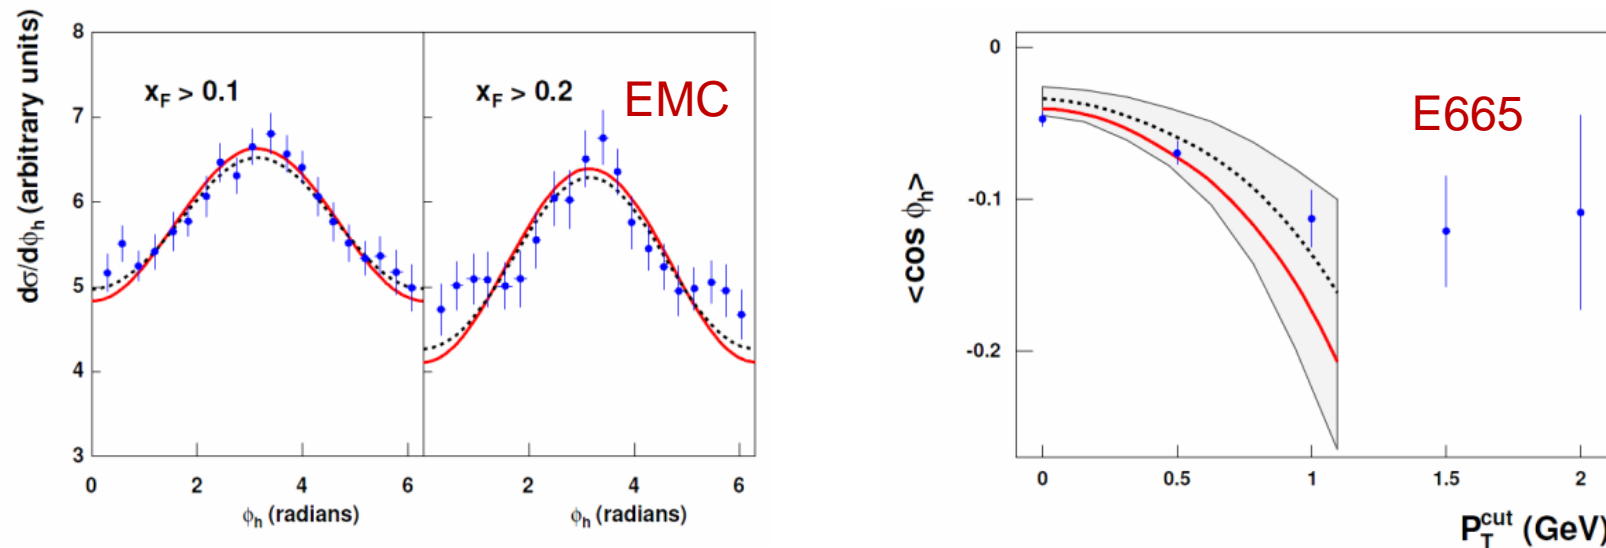 dσ/dϕh (arbitrary units)
8
7
6
5
4
3
xF > 0.1
xF > 0.2
EMC
0
2
4
6
2
4
6
ϕh (radians)
ϕh (radians)
<cos ϕh>
0
-0.1
-0.2
E665
0
0.5
1
1.5
2
PTcut (GeV)